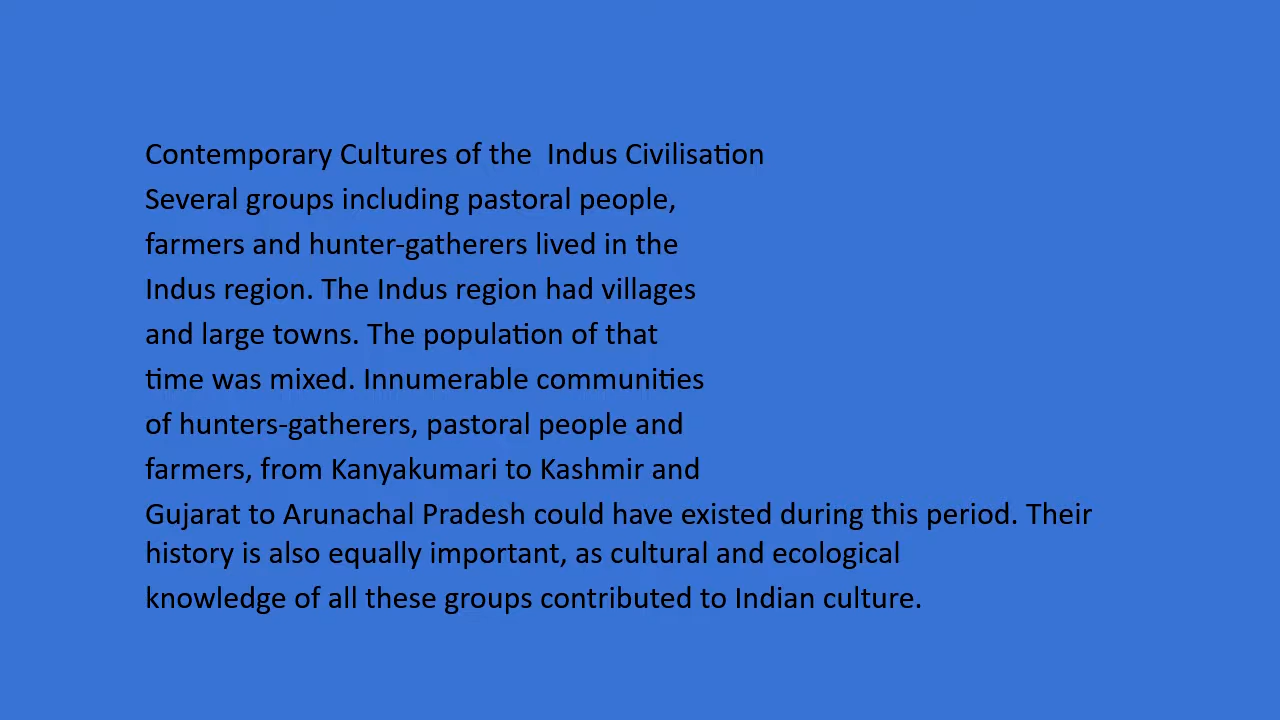 Contemporary Cultures of the  Indus Civilisation
Several groups including pastoral people,
farmers and hunter-gatherers lived in the
Indus region. The Indus region had villages
and large towns. The population of that
time was mixed. Innumerable communities
of hunters-gatherers, pastoral people and
farmers, from Kanyakumari to Kashmir and
Gujarat to Arunachal Pradesh could have existed during this period. Their
history is also equally important, as cultural and ecological
knowledge of all these groups contributed to Indian culture.